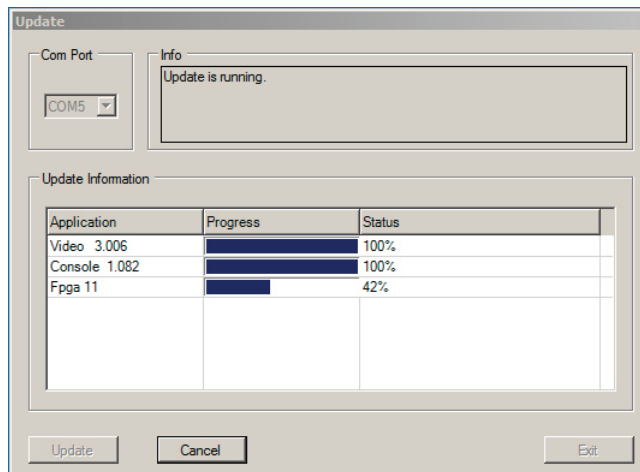 Update
Com Port
Info
COM5
Update is running.
Update Information
Application Progress Status
Video 3.006 100%
Console 1.082 100%
Fpga 11 42%
Update Cancel Exit